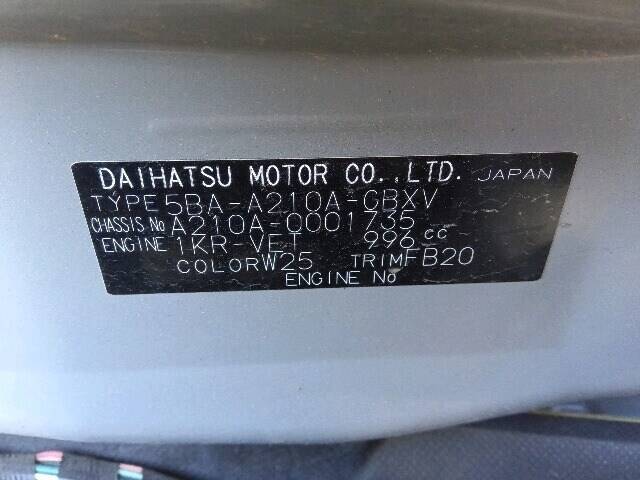 DAIHATSU MOTOR CO.,LTD. JAPAN
TYPE 5BA-A210A-GBXV
CHASSIS No A210A-0001735
ENGINE 1KR-VET 996 cc
COLOR W25 TRIM FB20
ENGINE No